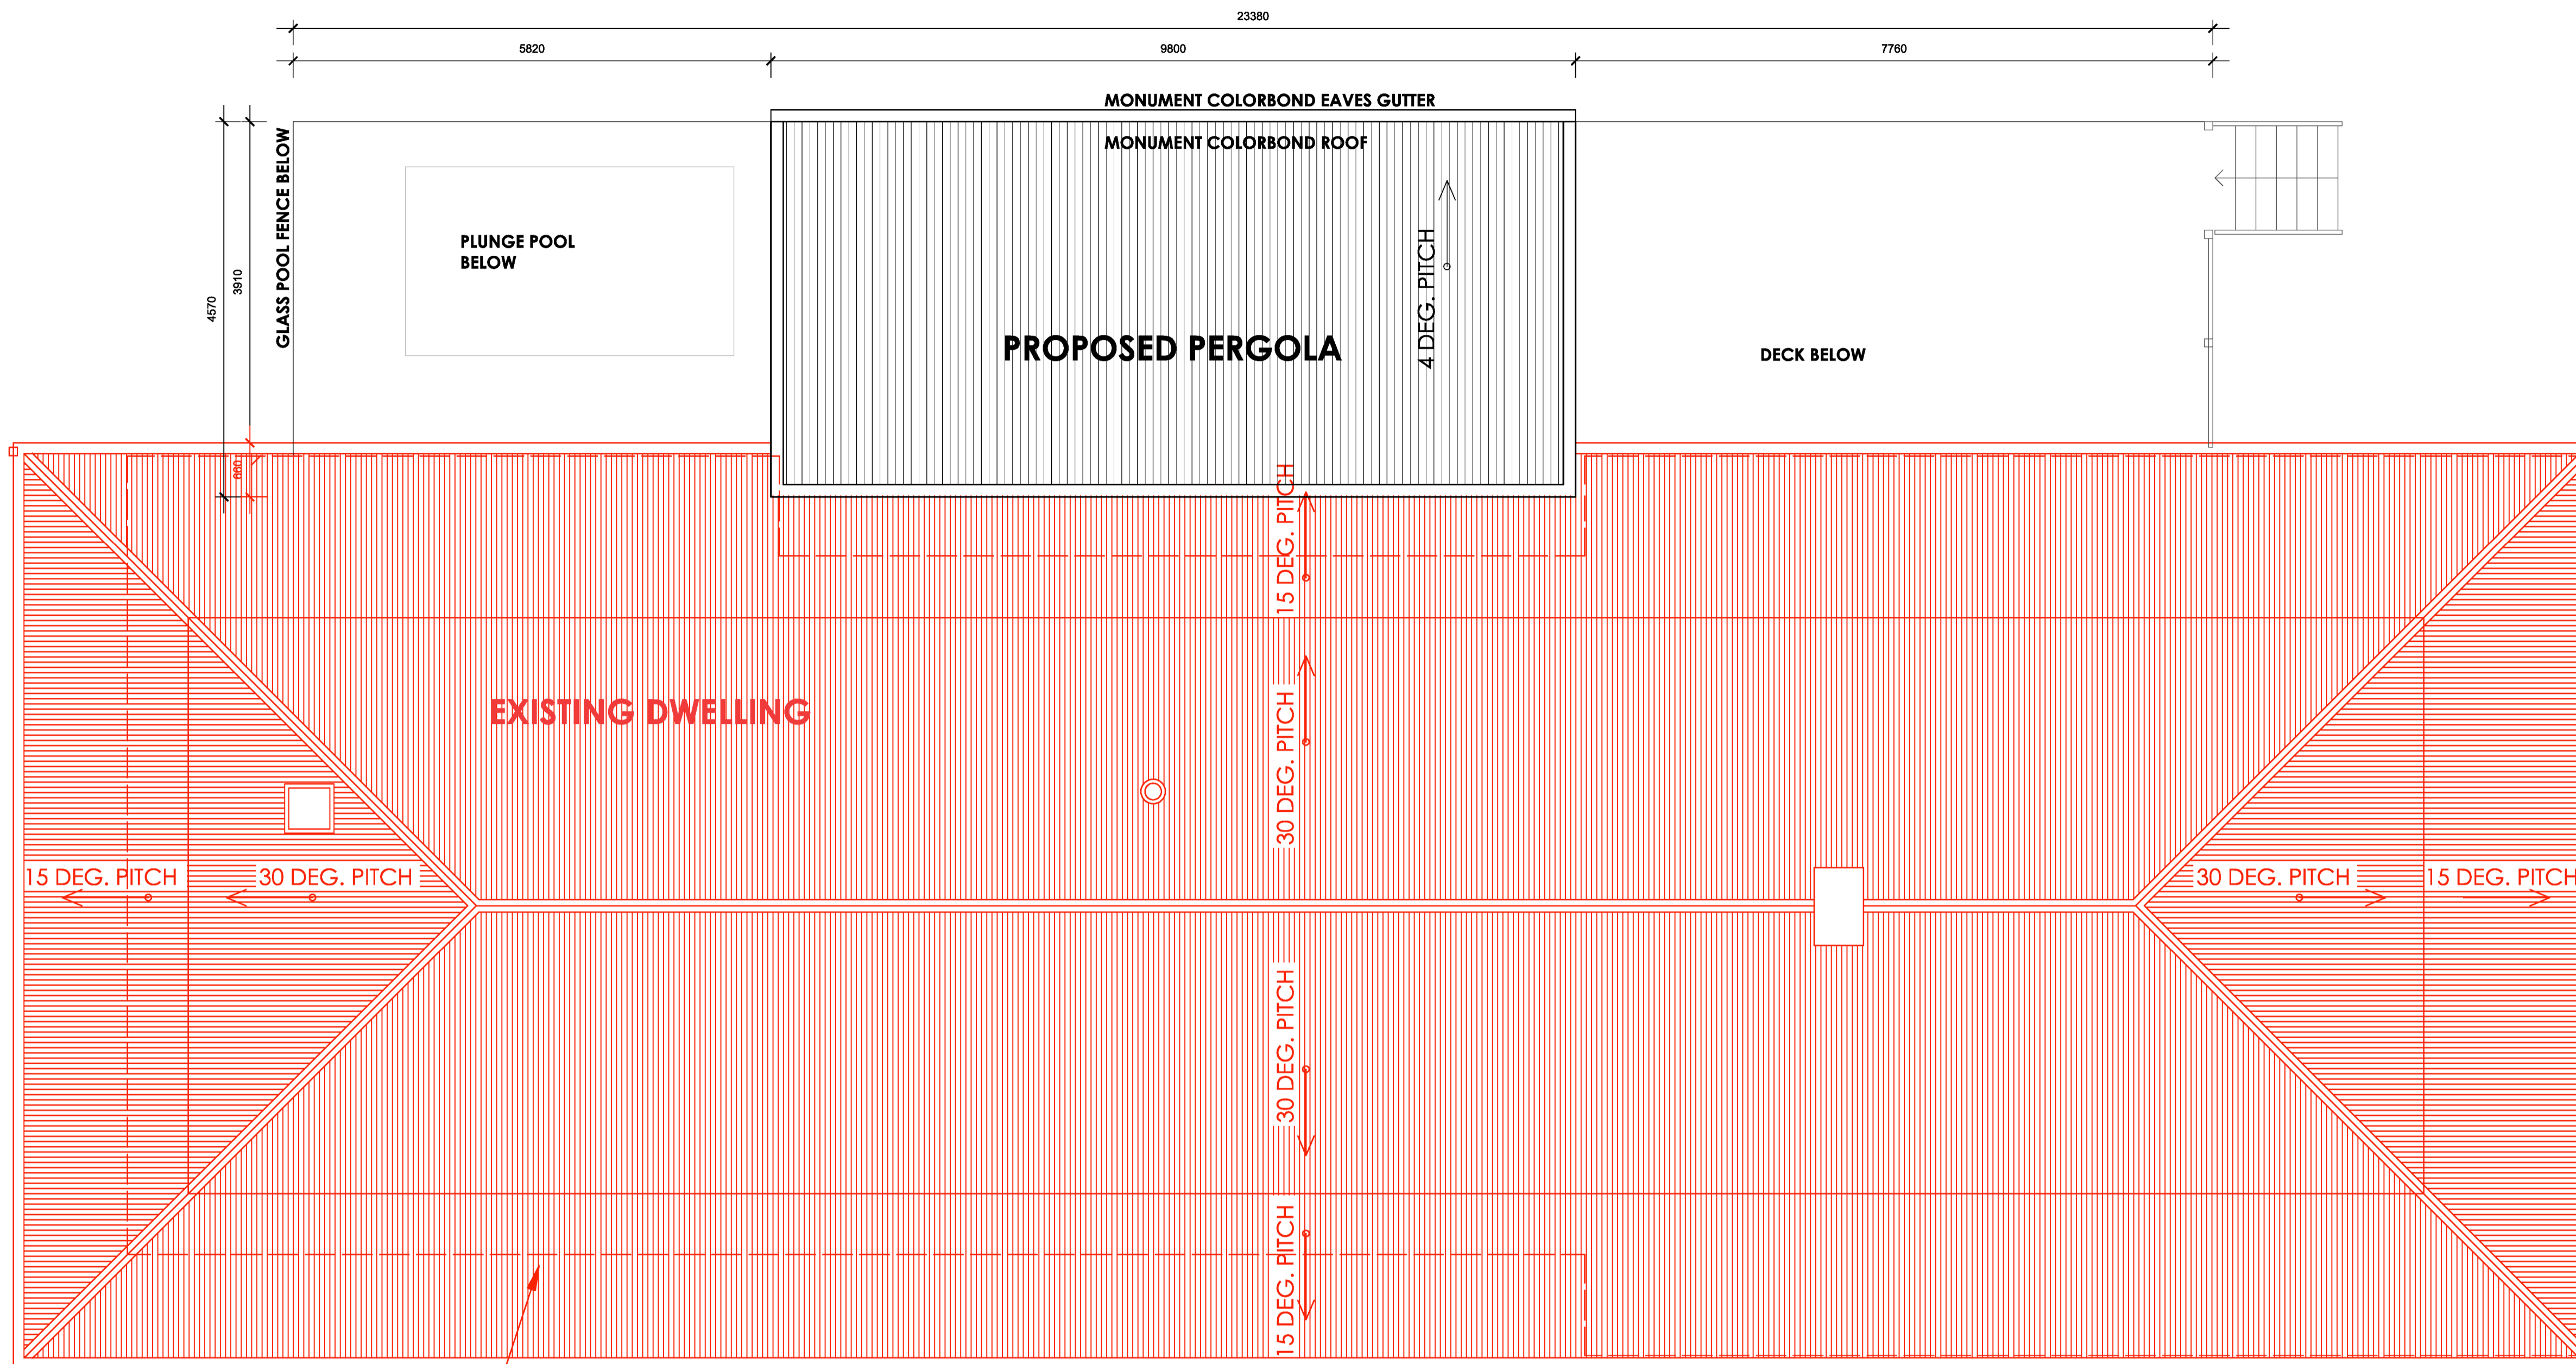 23380
5820
9800
7760
MONUMENT COLORBOND EAVES GUTTER
MONUMENT COLORBOND ROOF
GLASS POOL FENCE BELOW
PLUNGE POOL
BELOW
4570
3910
660
4 DEG. PITCH
PROPOSED PERGOLA
DECK BELOW
15 DEG. PITCH
EXISTING DWELLING
30 DEG. PITCH
15 DEG. PITCH
30 DEG. PITCH
30 DEG. PITCH
15 DEG. PITCH
30 DEG. PITCH
15 DEG. PITCH